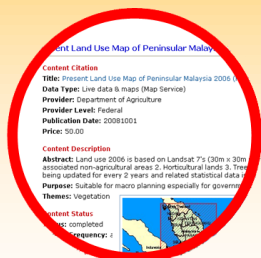 ent Land Use Map of Peninsular Malay
Content Citation
Title: Present Land Use Map of Peninsular Malaysia 2006 (
Data Type: Live data & maps (Map Service)
Provider: Department of Agriculture
Provider Level: Federal
Publication Date: 20081001
Price: 50.00
Content Description
Abstract: Land use 2006 is based on Landsat 7's (30m x 30m
associated non-agricultural areas 2. Horticultural lands 3. Tree
being updated for every 2 years and related statistical data
Purpose: Suitable for macro planning especially for governm
Themes: Vegetation
ontent Status
us: completed
Frequency: